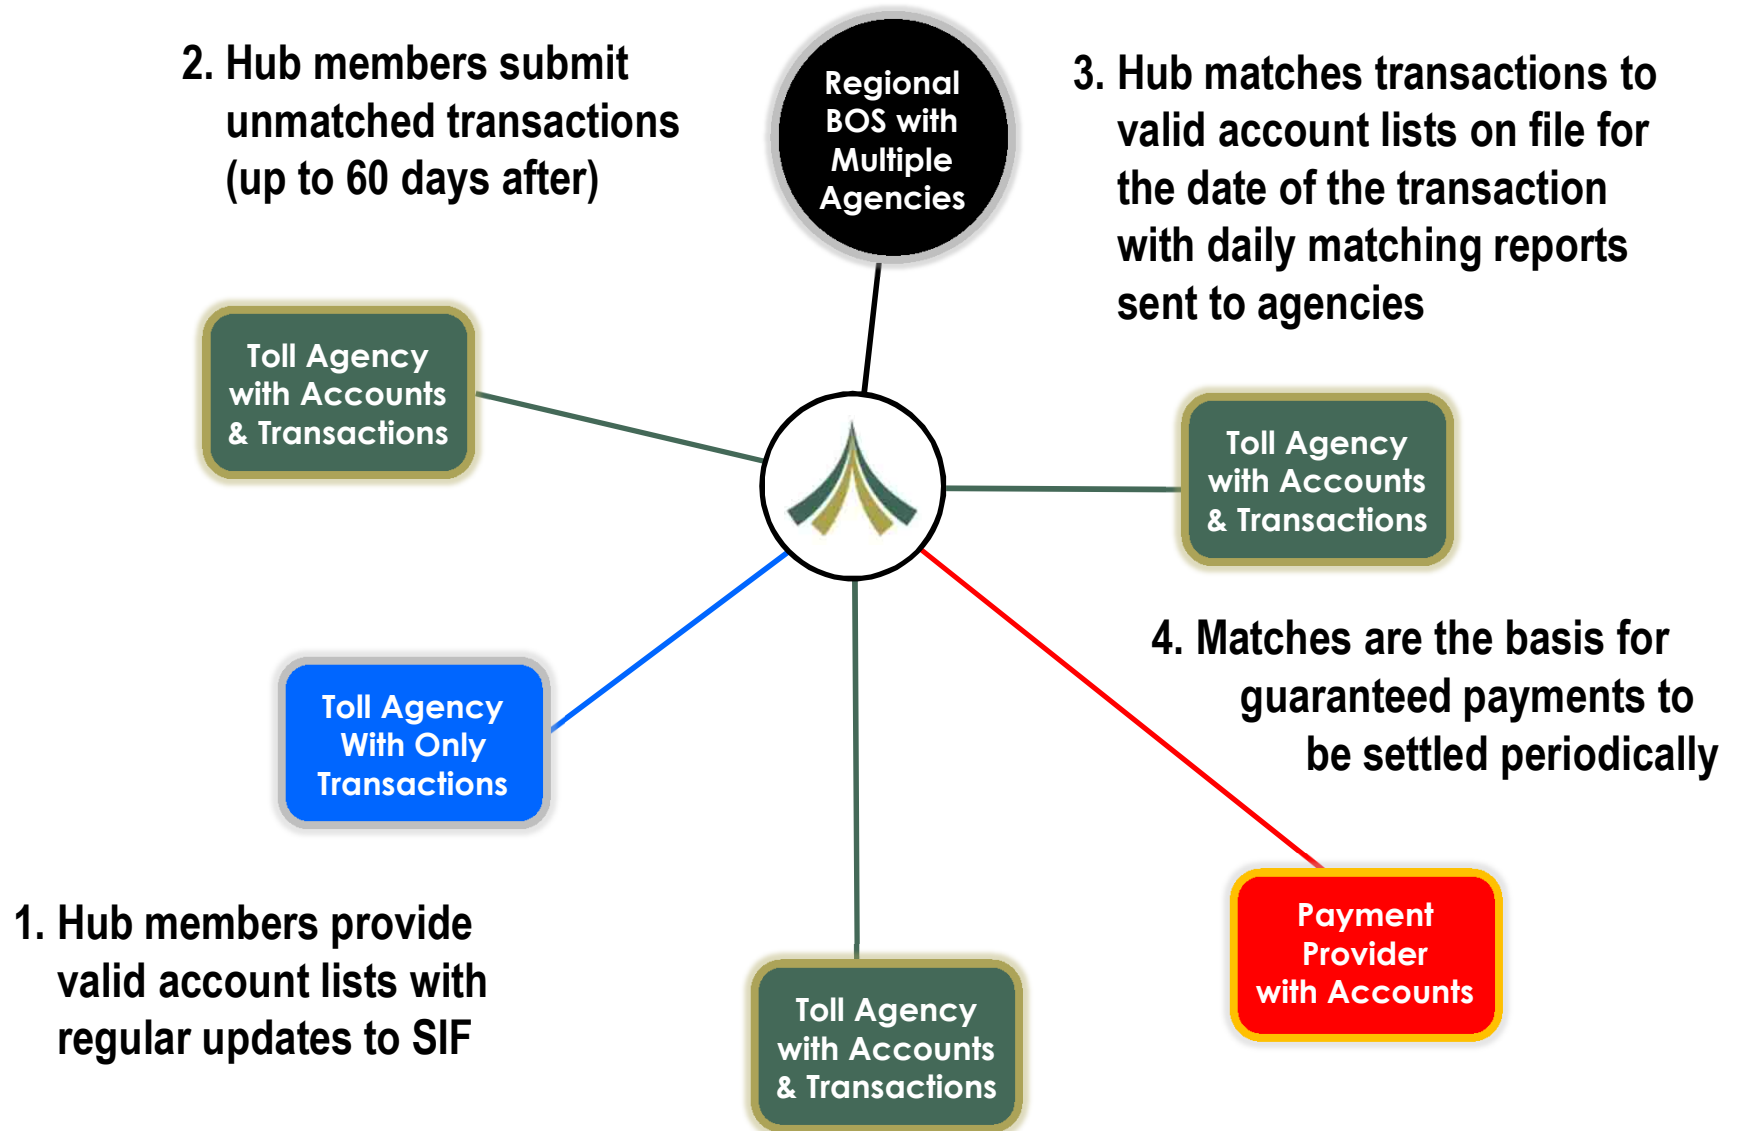 2. Hub members submit
unmatched transactions
(up to 60 days after)
Regional
BOS with
Multiple
Agencies
3. Hub matches transactions to
valid account lists on file for
the date of the transaction
with daily matching reports
sent to agencies
Toll Agency
with Accounts
& Transactions
Toll Agency
with Accounts
& Transactions
4. Matches are the basis for
guaranteed payments to
be settled periodically
Toll Agency
With Only
Transactions
1. Hub members provide
valid account lists with
regular updates to SIF
Toll Agency
with Accounts
& Transactions
Payment
Provider
with Accounts